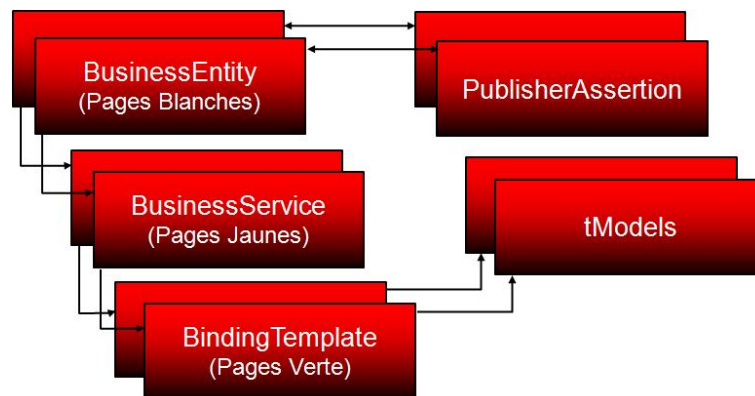 BusinessEntity
(Pages Blanches)
PublisherAssertion
BusinessService
(Pages Jaunes)
tModels
BindingTemplate
(Pages Verte)